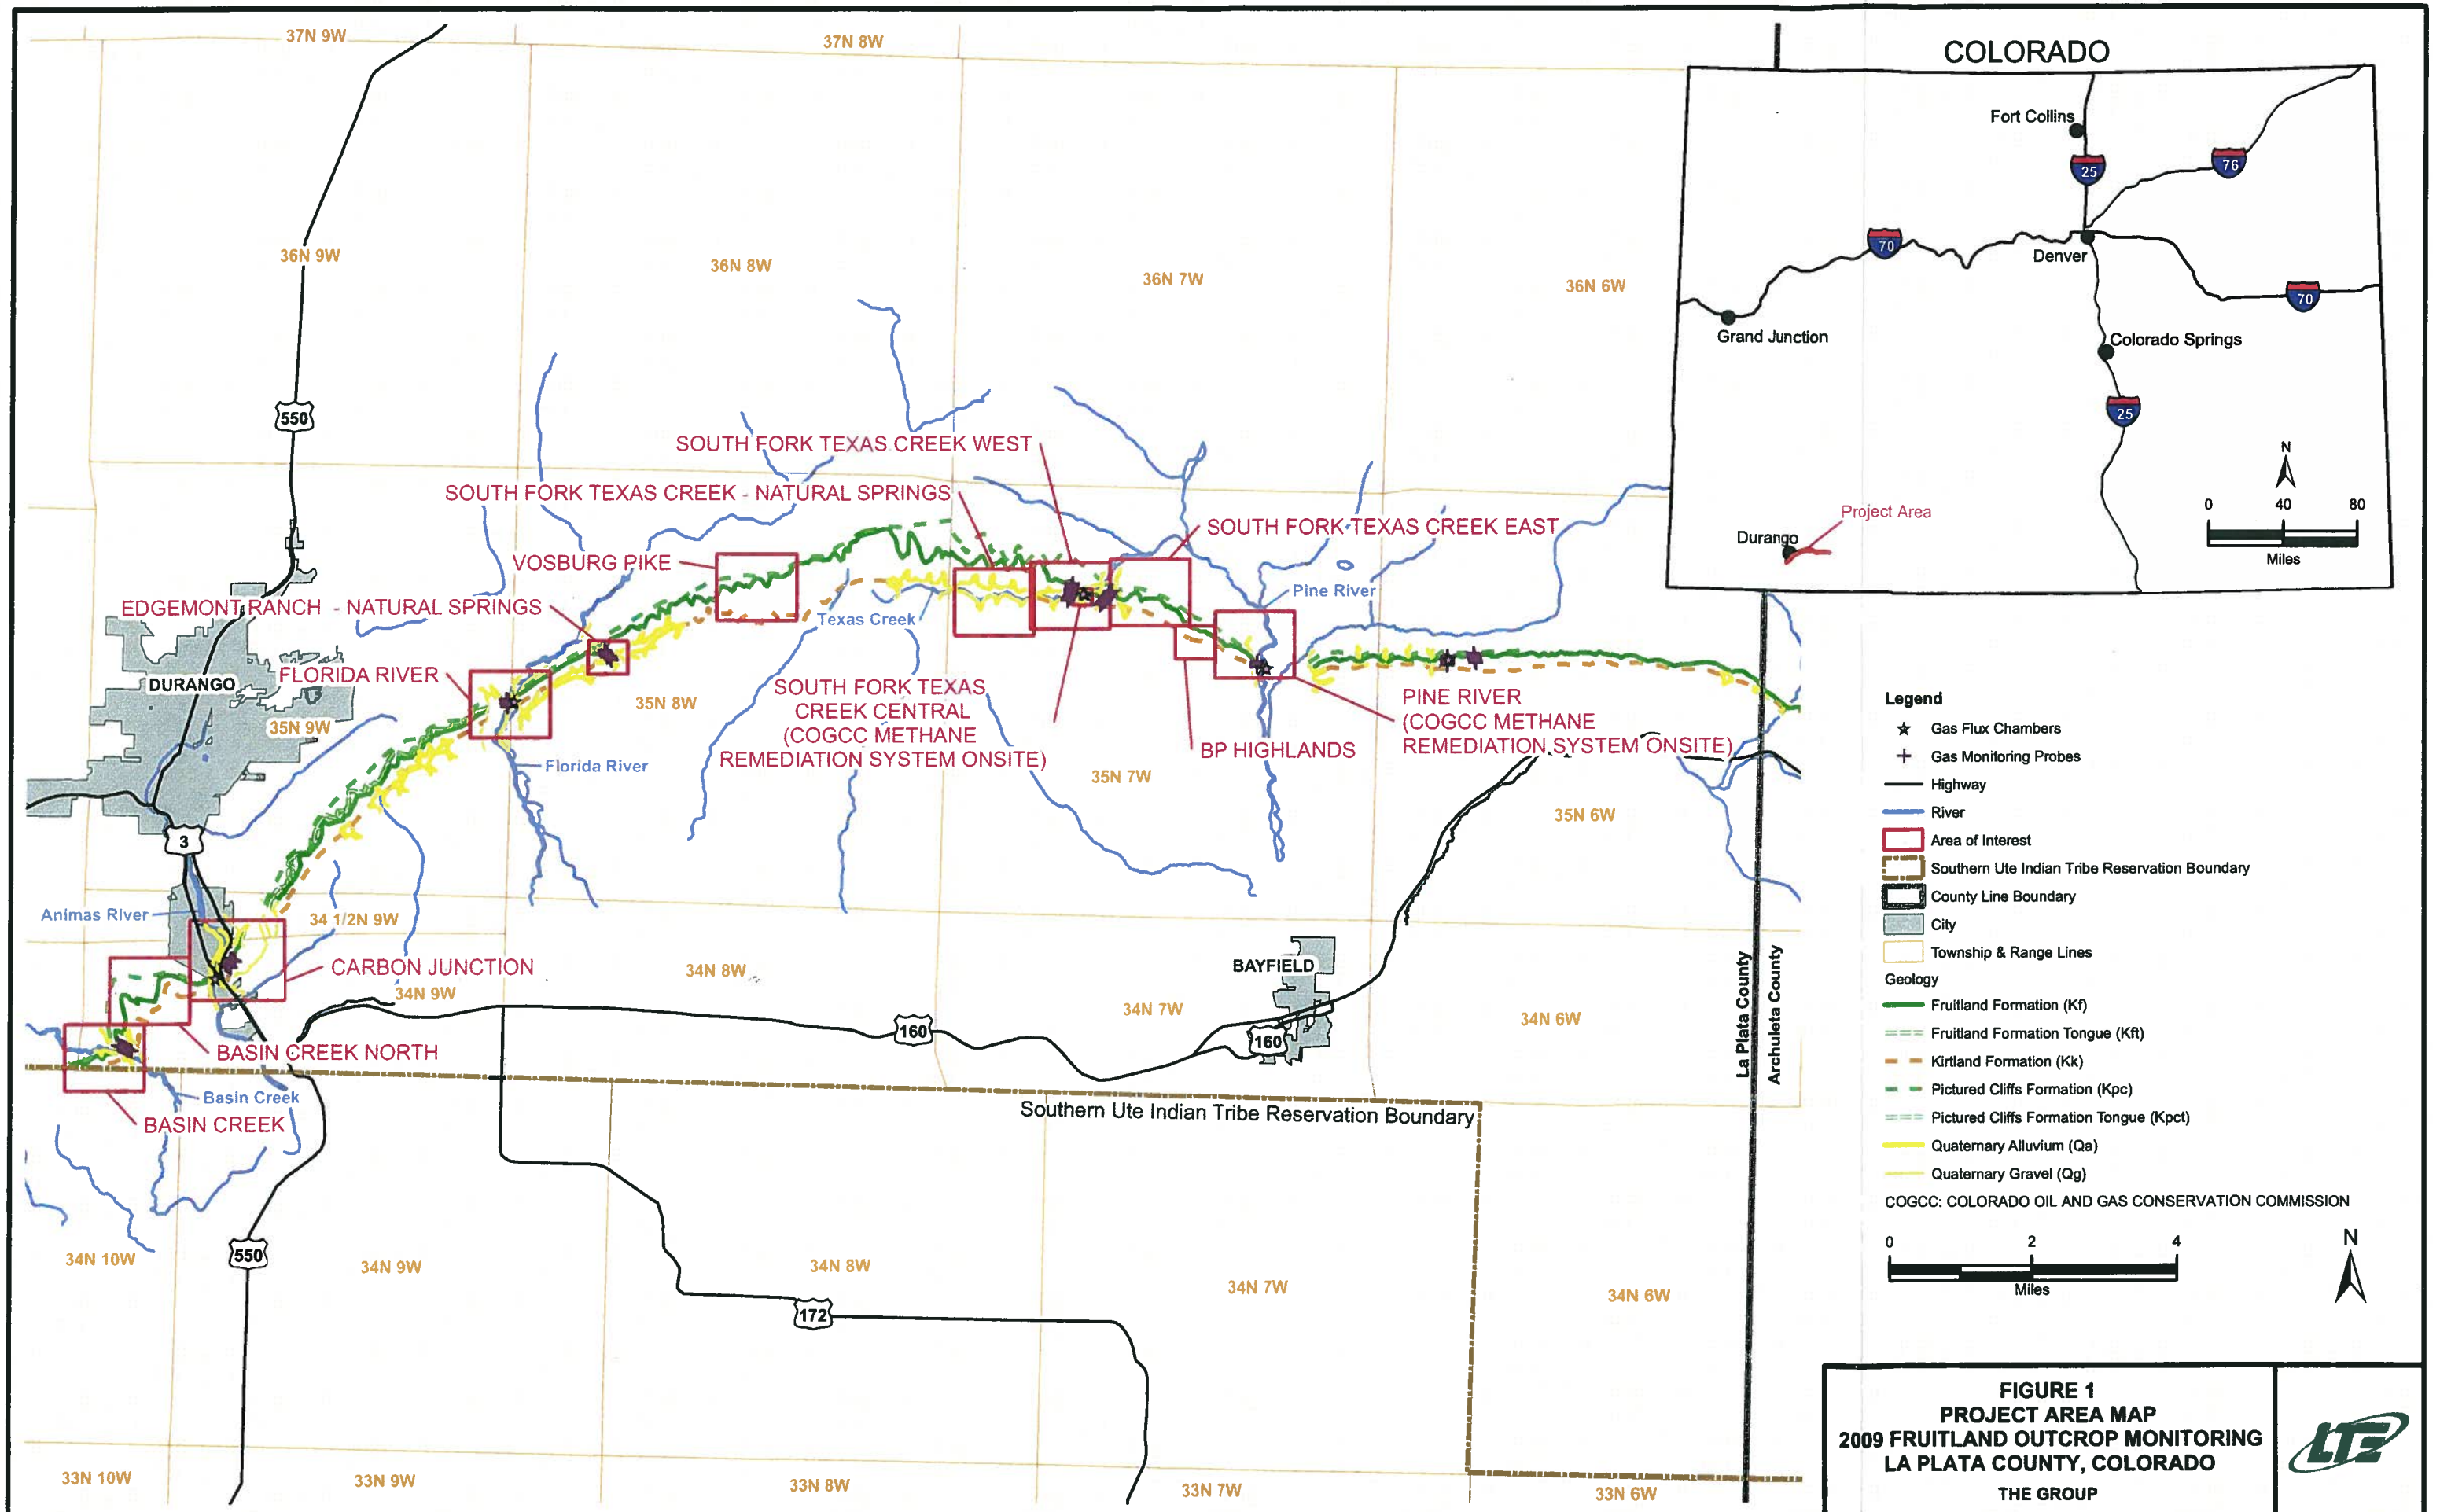 37N 9W
37N 8W
36N 9W
36N 8W
36N 7W
36N 6W
550
SOUTH FORK TEXAS CREEK WEST
SOUTH FORK TEXAS CREEK - NATURAL SPRINGS
SOUTH FORK TEXAS CREEK EAST
VOSBURG PIKE
Pine River
EDGEMONT RANCH - NATURAL SPRINGS
Texas Creek
FLORIDA RIVER
DURANGO
35N 9W
35N 8W
SOUTH FORK TEXAS
CREEK CENTRAL
(COGCC METHANE
REMEDIATION SYSTEM ONSITE)
PINE RIVER
(COGCC METHANE
REMEDIATION SYSTEM ONSITE)
BP HIGHLANDS
Florida River
35N 7W
35N 6W
3
Animas River
34 1/2N 9W
CARBON JUNCTION
34N 9W
34N 8W
BAYFIELD
34N 7W
34N 6W
160
160
BASIN CREEK NORTH
Basin Creek
BASIN CREEK
La Plata County
Archuleta County
Southern Ute Indian Tribe Reservation Boundary
550
34N 10W
34N 9W
34N 8W
34N 7W
34N 6W
172
33N 10W
33N 9W
33N 8W
33N 7W
33N 6W
COLORADO
Fort Collins
25
76
70
Denver
70
Grand Junction
Colorado Springs
25
Project Area
Durango
N
0 40 80
Miles
Legend
Gas Flux Chambers
Gas Monitoring Probes
Highway
River
Area of Interest
Southern Ute Indian Tribe Reservation Boundary
County Line Boundary
City
Township & Range Lines
Geology
Fruitland Formation (Kf)
Fruitland Formation Tongue (Kft)
Kirtland Formation (Kk)
Pictured Cliffs Formation (Kpc)
Pictured Cliffs Formation Tongue (Kpct)
Quaternary Alluvium (Qa)
Quaternary Gravel (Qg)
COGCC: COLORADO OIL AND GAS CONSERVATION COMMISSION
0 2 4
Miles
N
FIGURE 1
PROJECT AREA MAP
2009 FRUITLAND OUTCROP MONITORING
LA PLATA COUNTY, COLORADO
THE GROUP
LTE